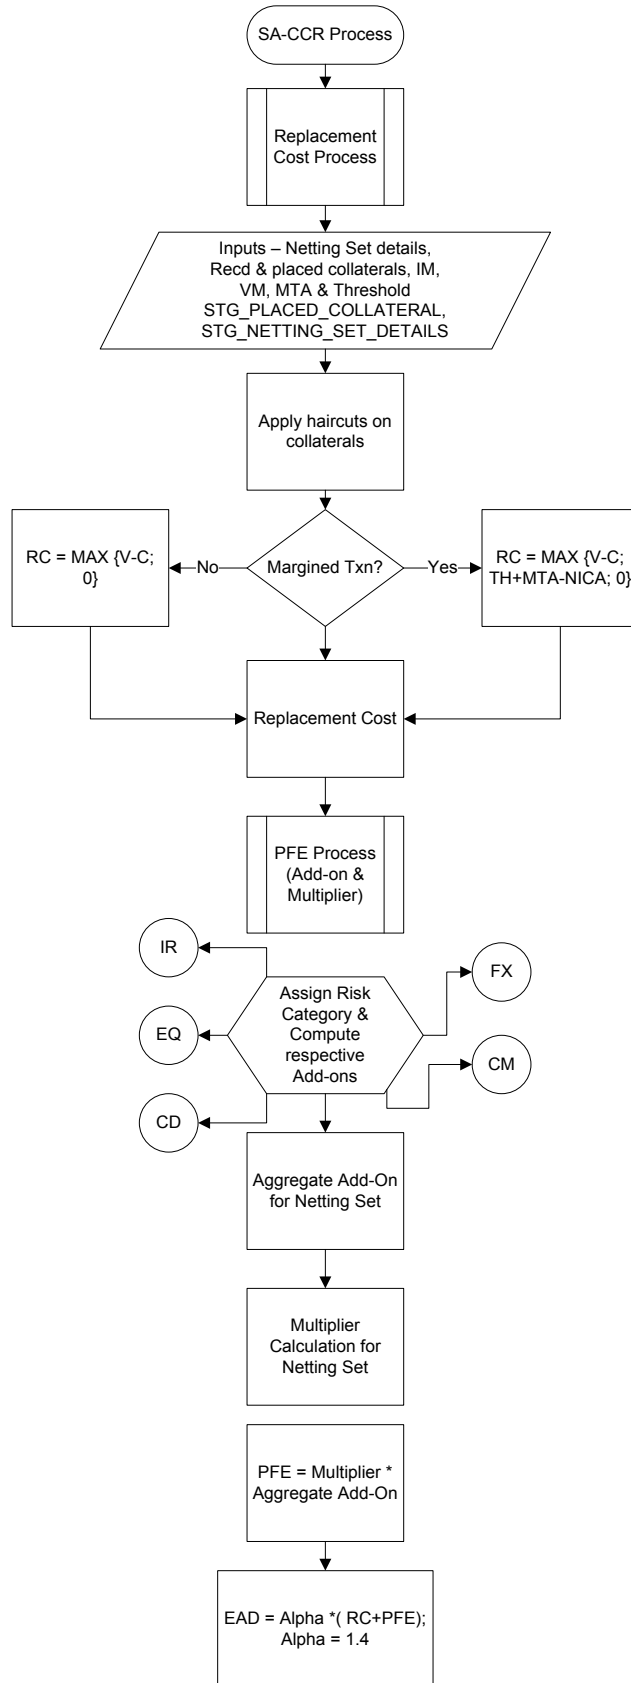 SA-CCR Process
Replacement
Cost Process
Inputs – Netting Set details,
Recd & placed collaterals, IM,
VM, MTA & Threshold
STG_PLACED_COLLATERAL,
STG_NETTING_SET_DETAILS
Apply haircuts on
collaterals
RC = MAX {V-C;
0}
No
Margined Txn?
Yes
RC = MAX {V-C;
TH+MTA-NICA; 0}
Replacement Cost
PFE Process
(Add-on &
Multiplier)
IR
EQ
CD
Assign Risk
Category &
Compute
respective
Add-ons
FX
CM
Aggregate Add-On
for Netting Set
Multiplier
Calculation for
Netting Set
PFE = Multiplier *
Aggregate Add-On
EAD = Alpha *( RC+PFE);
Alpha = 1.4